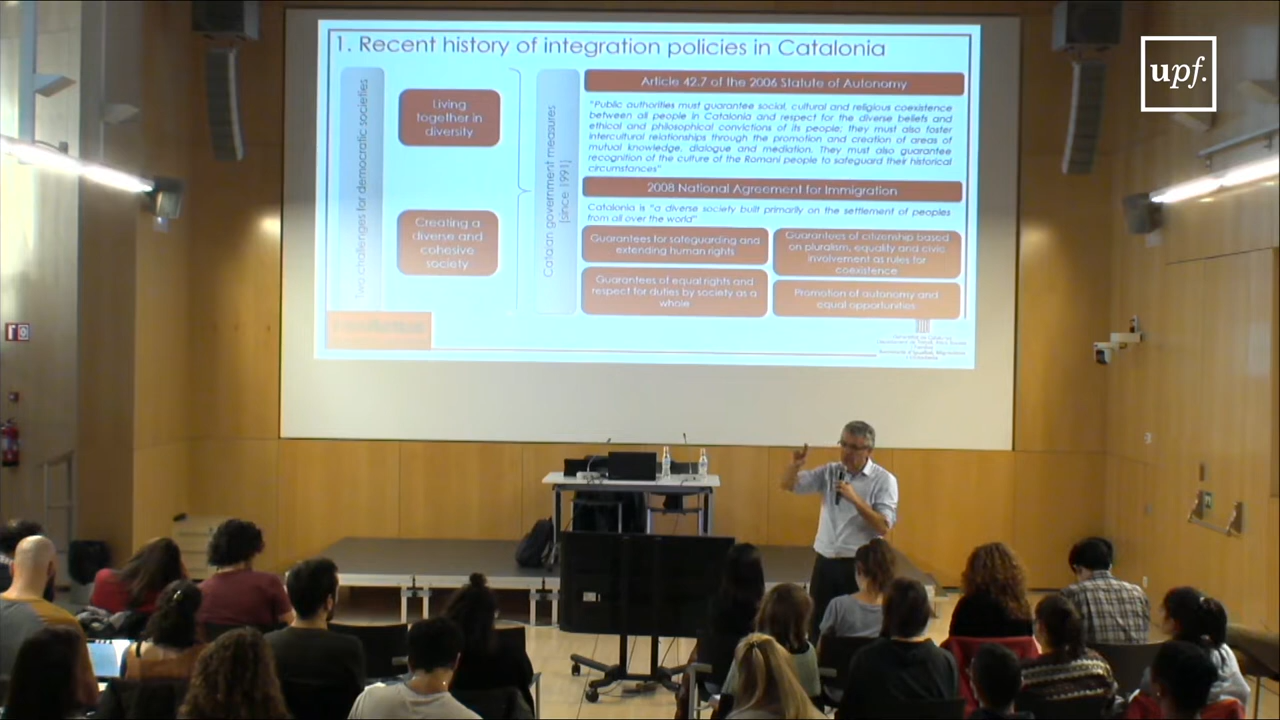 1. Recent history of integration policies in Catalonia
upf.
Two challenges for democratic societies
Living
together in
diversity
Creating a
diverse and
cohesive
society
Catalan government measures
[since 1991]
Article 42.7 of the 2006 Statute of Autonomy
"Public authorities must guarantee social, cultural and religious coexistence
between all people in Catalonia and respect for the diverse beliefs and
ethical and philosophical convictions of its people; they must also foster
intercultural relationships through the promotion and creation of areas of
mutual knowledge, dialogue and mediation. They must also guarantee
recognition of the culture of the Romani people to safeguard their historical
circumstances"
2008 National Agreement for Immigration
Catalonia is "a diverse society built primarily on the settlement of peoples
from all over the world"
Guarantees for safeguarding and
extending human rights
Guarantees of citizenship based
on pluralism, equality and civic
involvement as rules for
coexistence
Guarantees of equal rights and
respect for duties by society as a
whole
Promotion of autonomy and
equal opportunities